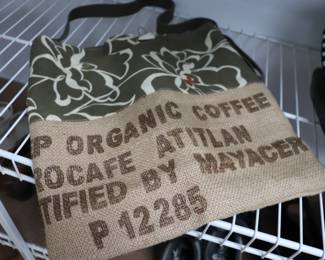 P ORGANIC COFFEE
ROCAFE ATITLAN
TIFIED BY MAYACER
P 12285